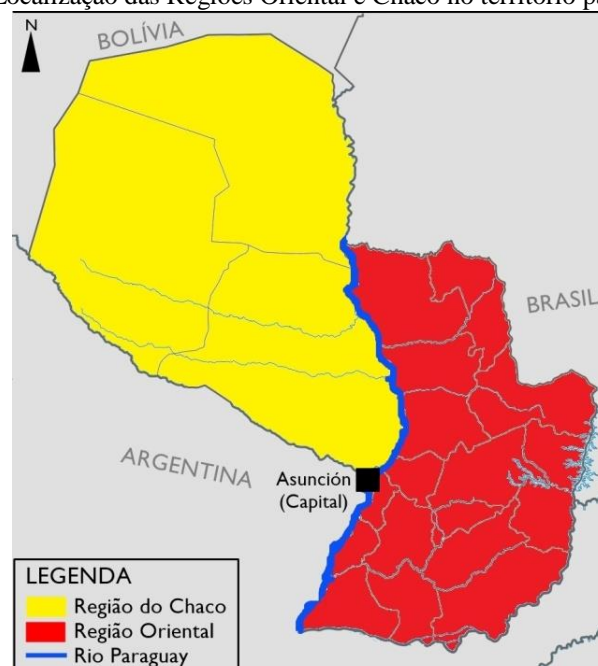 Localização das Regiões Oriental e Chaco no território
N
BOLÍVIA
BRASIL
ARGENTINA
Asunción
(Capital)
LEGENDA
Região do Chaco
Região Oriental
Rio Paraguay